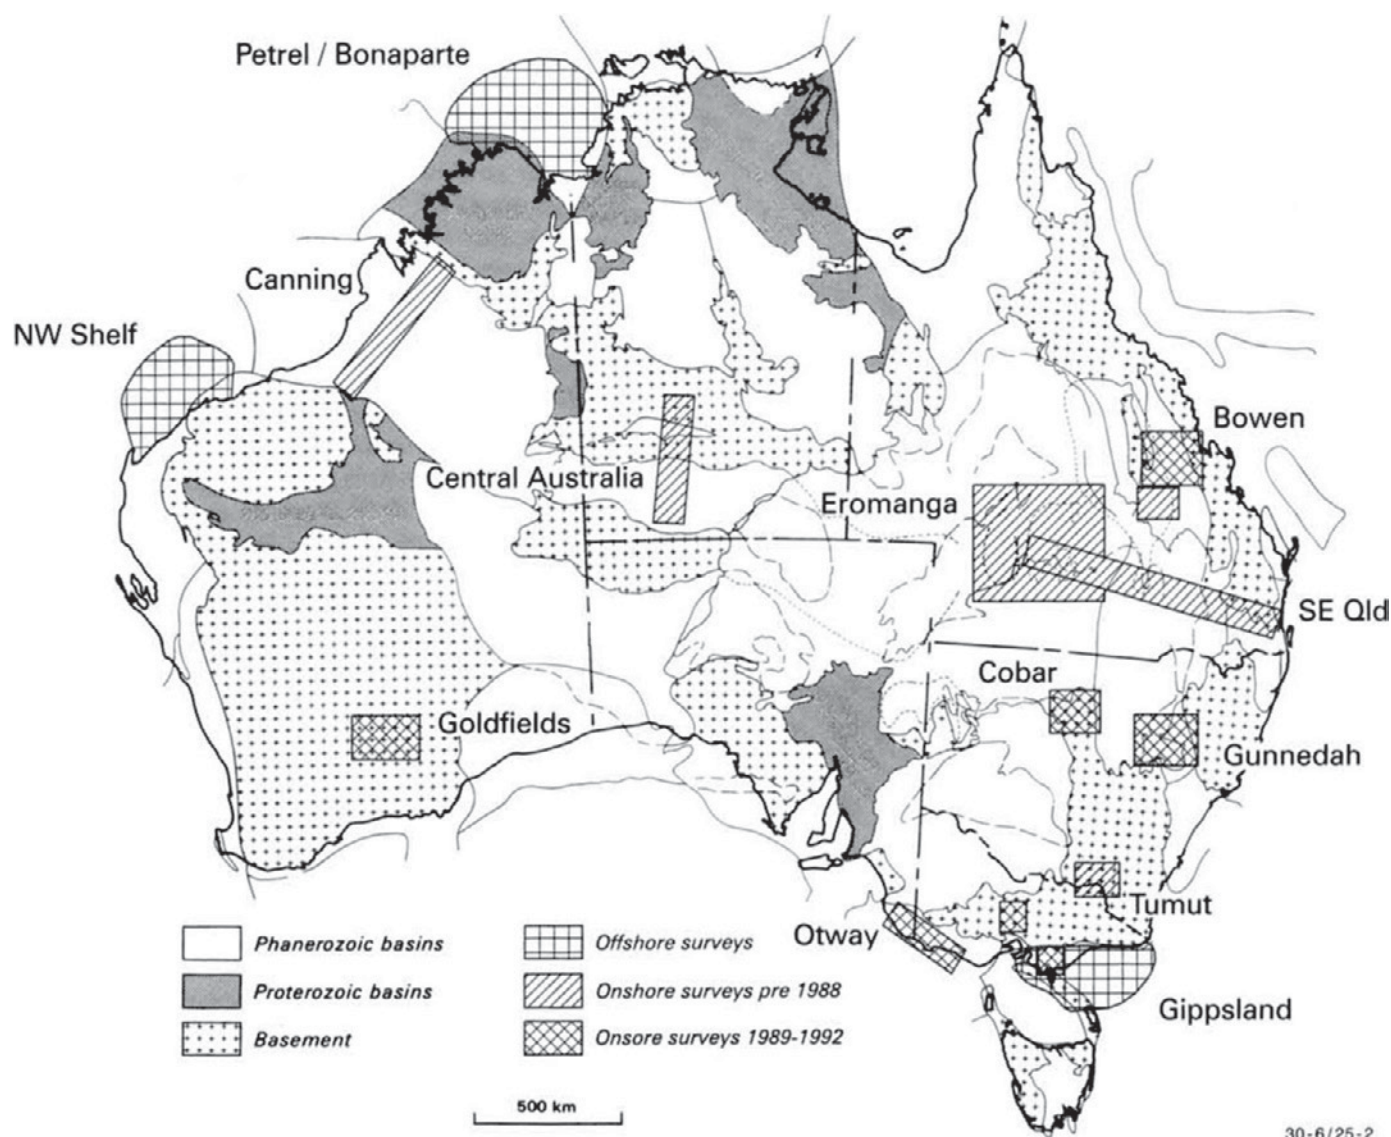 Petrel / Bonaparte
Canning
NW Shelf
Bowen
Central Australia
Eromanga
SE Qld
Cobar
Goldfields
Gunnedah
Tumut
Otway
Gippsland
Phanerozoic basins
Proterozoic basins
Basement
Offshore surveys
Onshore surveys pre 1988
Onsore surveys 1989-1992
500 km
30-6/25-2